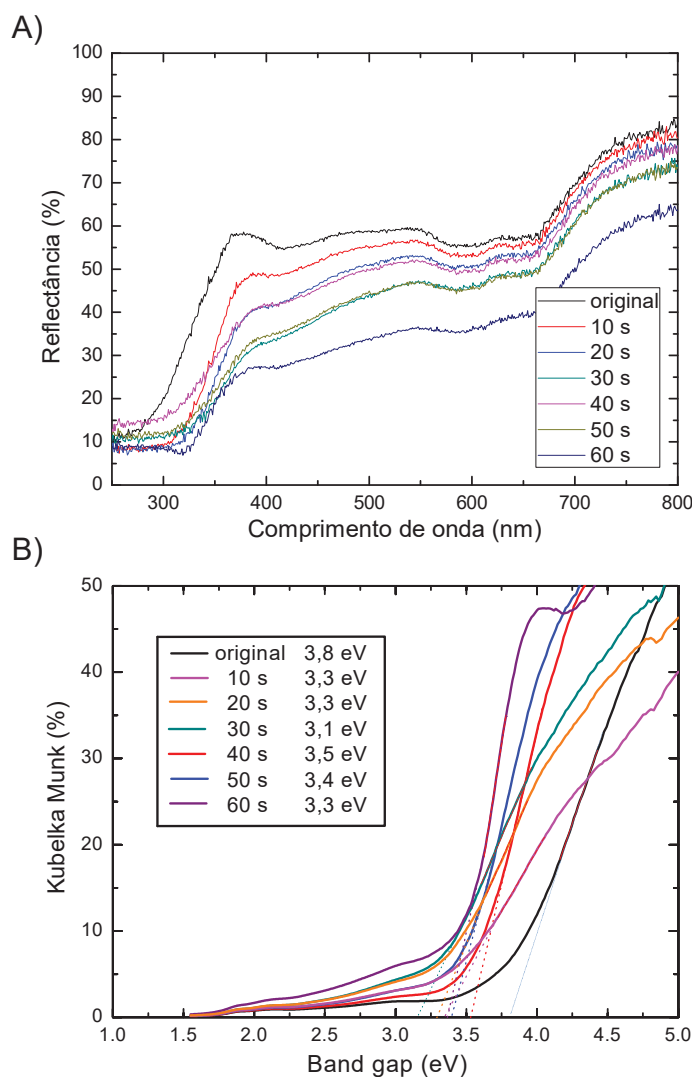 A)
100
90
80
70
60
50
40
30
20
10
0
Reflectância (%)
original
10 s
20 s
30 s
40 s
50 s
60 s
300 400 500 600 700 800
Comprimento de onda (nm)
B)
50
40
30
20
10
0
Kubelka Munk (%)
original 3,8 eV
10 s 3,3 eV
20 s 3,3 eV
30 s 3,1 eV
40 s 3,5 eV
50 s 3,4 eV
60 s 3,3 eV
1.0 1.5 2.0 2.5 3.0 3.5 4.0 4.5 5.0
Band gap (eV)